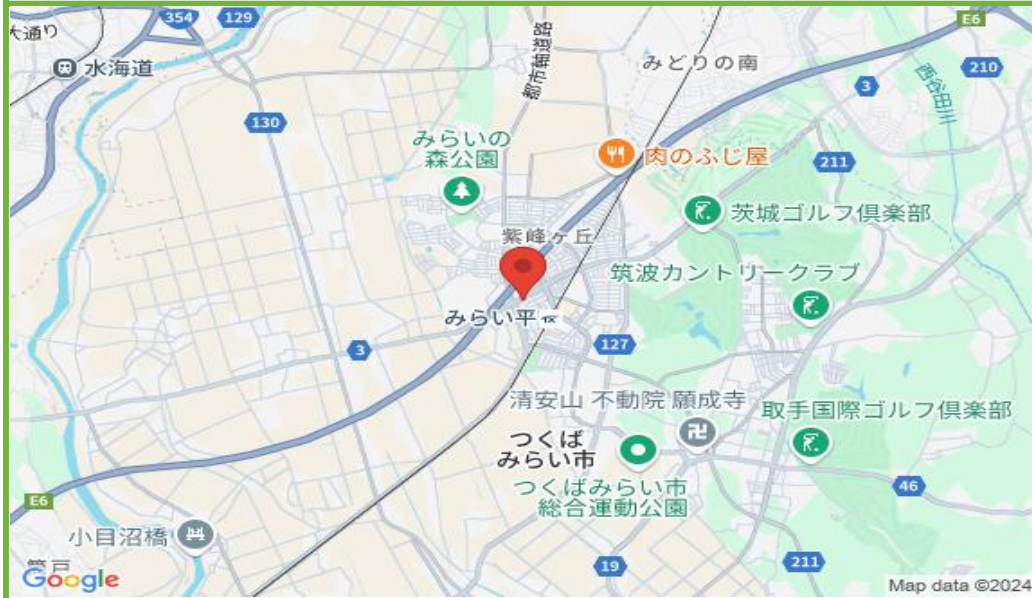 354
129
E6
大通り
水海道
都市軸道路
みどりの南
210
3
西谷田川
130
みらいの
森公園
肉のふじ屋
211
茨城ゴルフ倶楽部
紫峰ヶ丘
筑波カントリークラブ
みらい平
3
127
清安山 不動院 願成寺
取手国際ゴルフ倶楽部
つくば
みらい市
つくばみらい市
総合運動公園
46
E6
小目沼橋
筒戸
19
211
Google
Map data ©2024